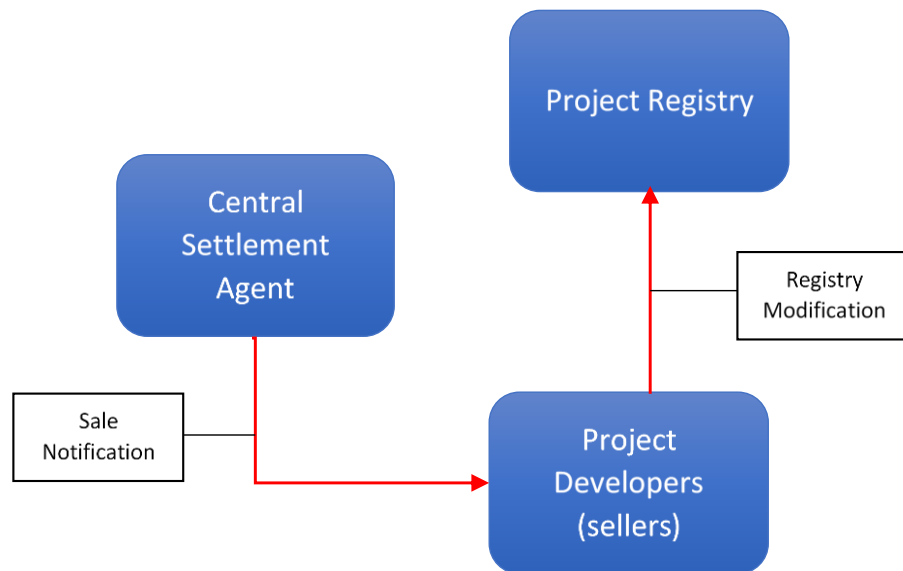 Project Registry
Central
Settlement
Agent
Registry
Modification
Sale
Notification
Project
Developers
(sellers)